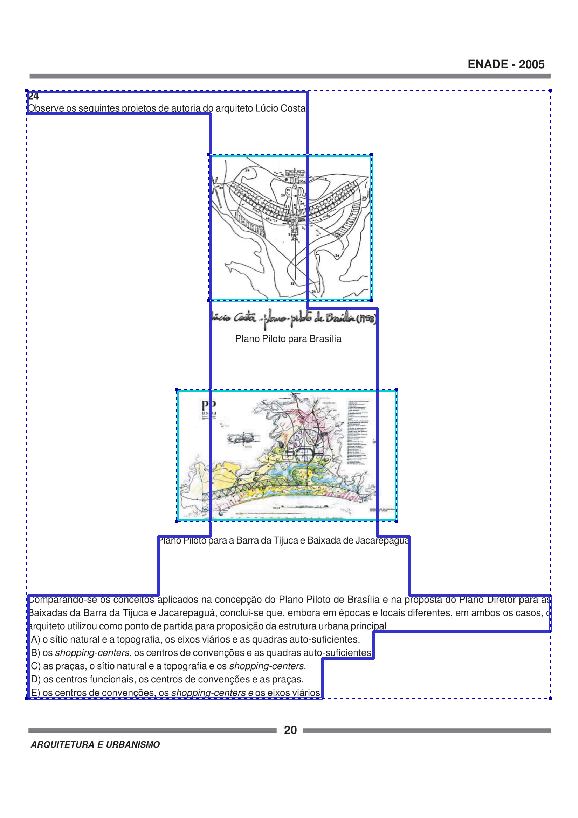 ENADE - 2005
24
Observe os seguintes projetos de autoria do arquiteto Lúcio Costa
Lúcio Costa - plano-piloto de Brasília
Plano Piloto para Brasília
PP
Plano Piloto para a Barra da Tijuca e Baixada de Jacarepaguá
Comparando-se os conceitos aplicados na concepção do Plano Piloto de Brasília e na proposta do Plano Diretor para as
Baixadas da Barra da Tijuca e Jacarepaguá, conclui-se que, embora em épocas e locais diferentes, em ambos os casos, o
arquiteto utilizou como ponto de partida para proposição da estrutura urbana principal
A) o sítio natural e a topografia, os eixos viários e as quadras auto-suficientes.
B) os shopping-centers, os centros de convenções e as quadras auto-suficientes
C) as praças, o sítio natural e a topografia e os shopping-centers.
D) os centros funcionais, os centros de convenções e as praças.
E) os centros de convenções, os shopping-centers e os eixos viários
20
ARQUITETURA E URBANISMO